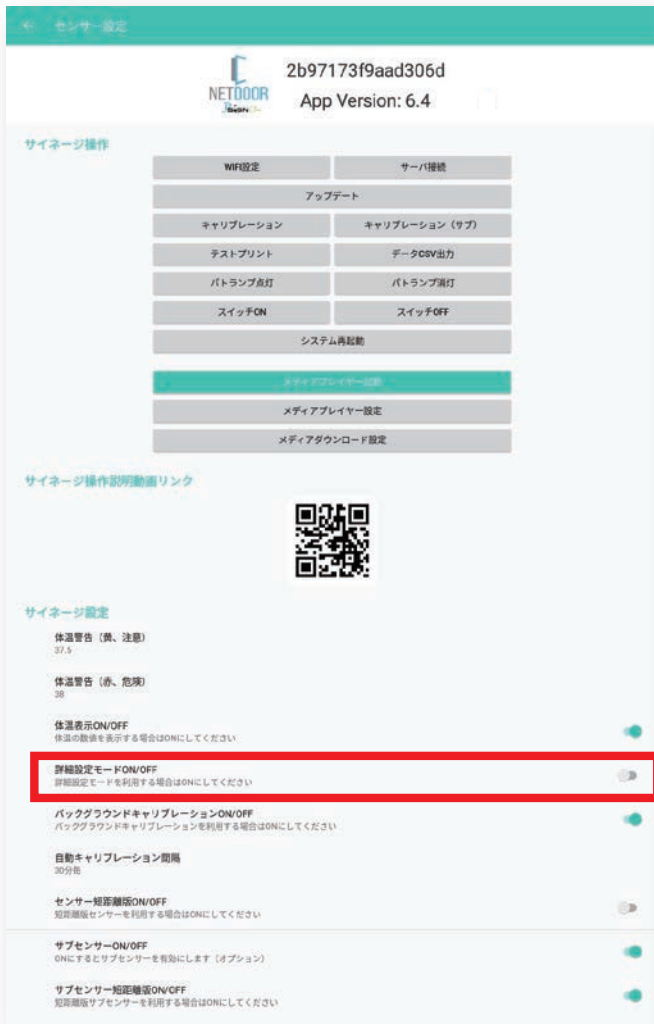 ← センサー設定
2b97173f9aad306d
NETDOOR
App Version: 6.4
サイネージ操作
WIFI設定 サーバ接続
アップデート
キャリブレーション キャリブレーション（サブ）
テストプリント データCSV出力
パトランプ点灯 パトランプ消灯
スイッチON スイッチOFF
システム再起動
メディアプレイヤー起動
メディアプレイヤー設定
メディアダウンロード設定
サイネージ操作説明動画リンク
サイネージ設定
体温警告（黄、注意）
37.5
体温警告（赤、危険）
38
体温表示ON/OFF
体温の数値を表示する場合はONにしてください
詳細設定モードON/OFF
詳細設定モードを利用する場合はONにしてください
バックグラウンドキャリブレーションON/OFF
バックグラウンドキャリブレーションを利用する場合はONにしてください
自動キャリブレーション間隔
30分毎
センサー短距離版ON/OFF
短距離版センサーを利用する場合はONにしてください
サブセンサーON/OFF
ONにするとサブセンサーを有効にします（オプション）
サブセンサー短距離版ON/OFF
短距離版サブセンサーを利用する場合はONにしてください